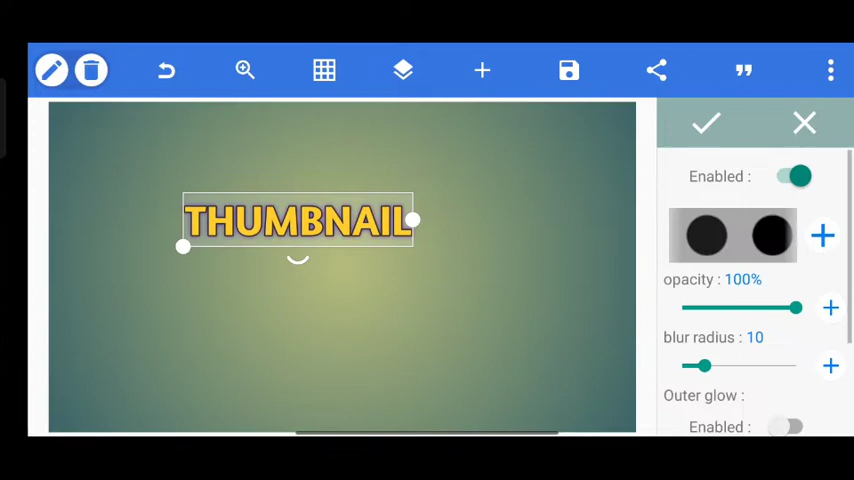 THUMBNAIL
Enabled :
opacity : 100%
blur radius : 10
Outer glow :
Enabled :